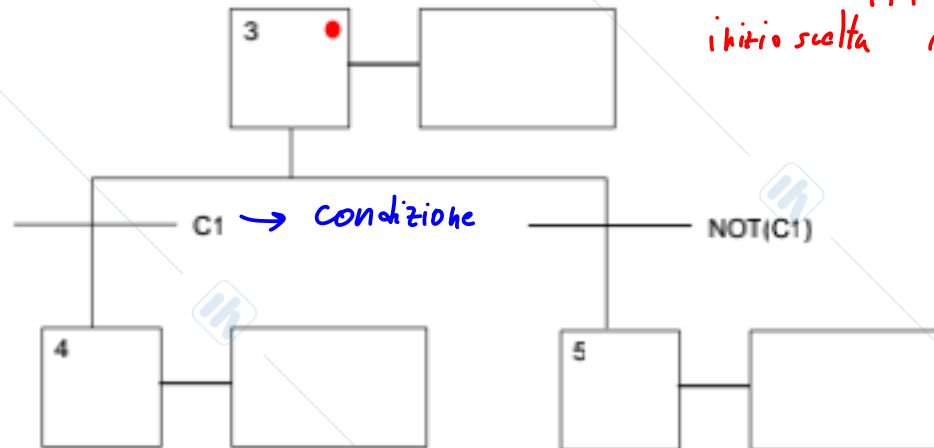 3
inizio scelta
C1 → condizione
NOT(C1)
4
5